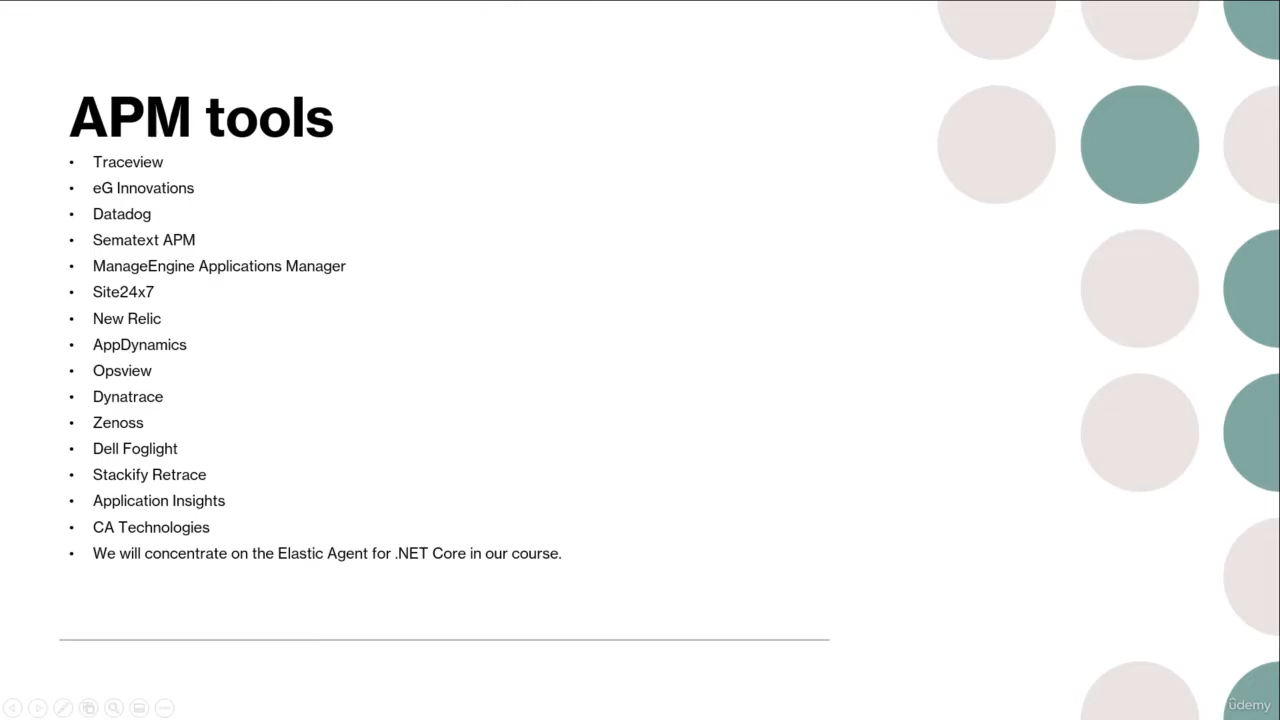 APM tools
• Traceview
• eG Innovations
• Datadog
• Sematext APM
• ManageEngine Applications Manager
• Site24x7
• New Relic
• AppDynamics
• Opsview
• Dynatrace
• Zenoss
• Dell Foglight
• Stackify Retrace
• Application Insights
• CA Technologies
• We will concentrate on the Elastic Agent for .NET Core in our course.
ûdemy